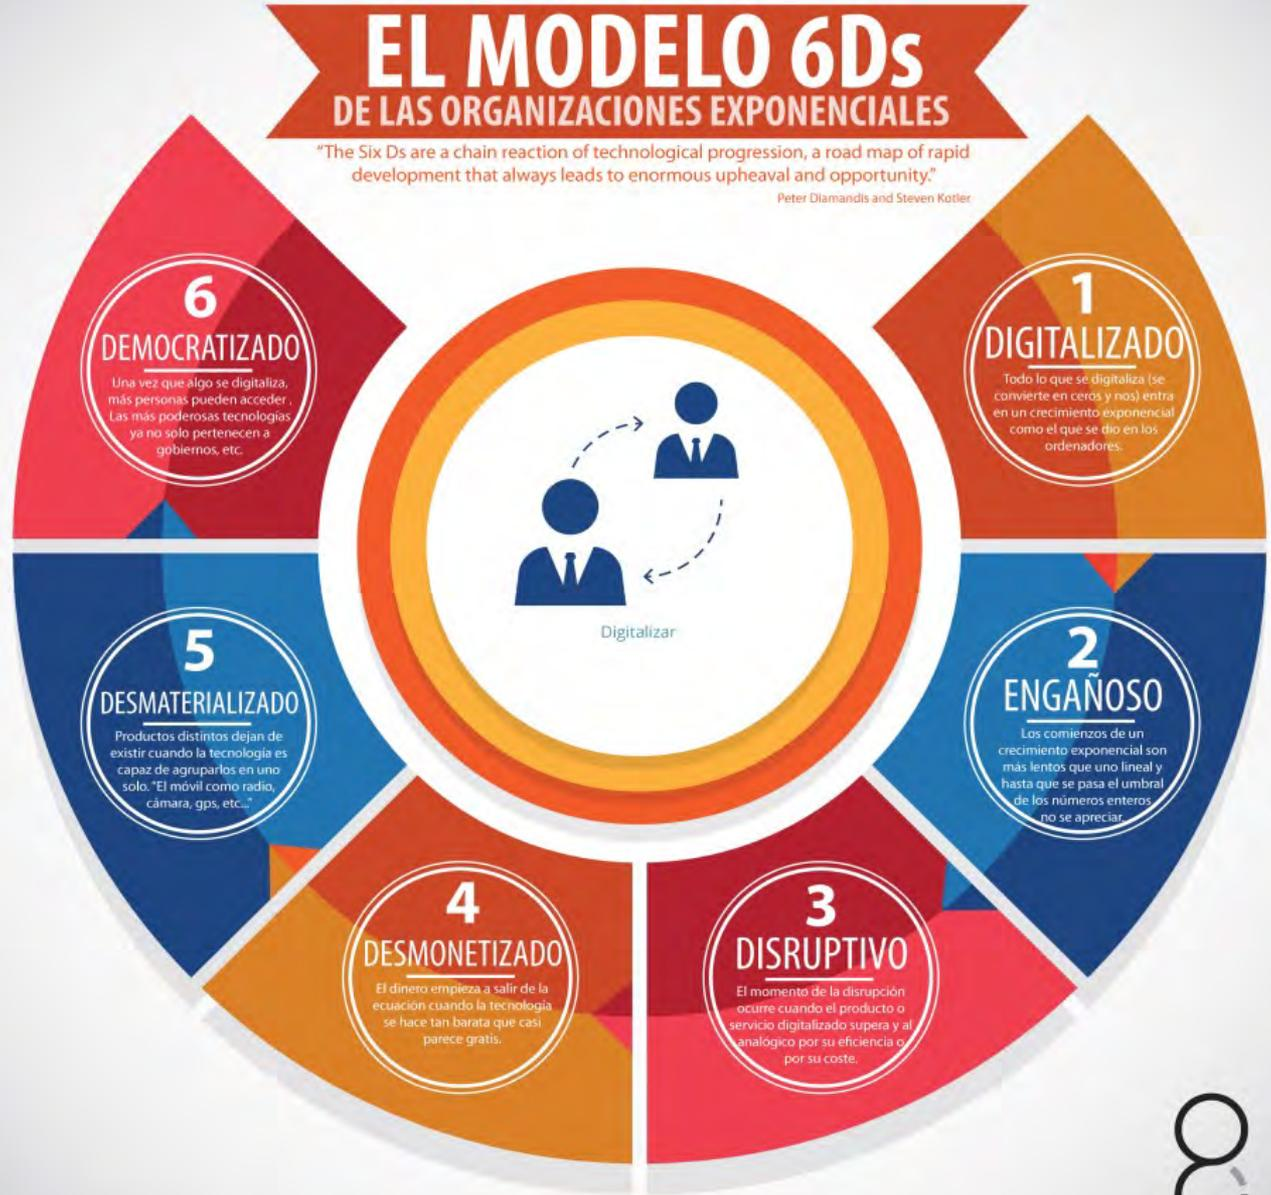 EL MODELO 6Ds
DE LAS ORGANIZACIONES EXPONENCIALES
"The Six Ds are a chain reaction of technological progression, a road map of rapid
development that always leads to enormous upheaval and opportunity."
Peter Diamandis and Steven Kotler
1
DIGITALIZADO
Todo lo que se digitaliza (se
convierte en ceros y nos) entra
en un crecimiento exponencial
como el que se dio en los
ordenadores.
2
ENGAÑOSO
Los comienzos de un
crecimiento exponencial son
más lentos que uno lineal y
hasta que se pasa el umbral
de los números enteros
no se apreciar.
3
DISRUPTIVO
El momento de la disrupción
ocurre cuando el producto o
servicio digitalizado supera y al
analógico por su eficiencia o
por su coste.
4
DESMONETIZADO
El dinero empieza a salir de la
ecuación cuando la tecnología
se hace tan barata que casi
parece gratis.
5
DESMATERIALIZADO
Productos distintos dejan de
existir cuando la tecnología es
capaz de agruparlos en uno
solo. "El móvil como radio,
cámara, gps, etc..."
6
DEMOCRATIZADO
Una vez que algo se digitaliza,
más personas pueden acceder .
Las más poderosas tecnologías
ya no solo pertenecen a
gobiernos, etc.
Digitalizar